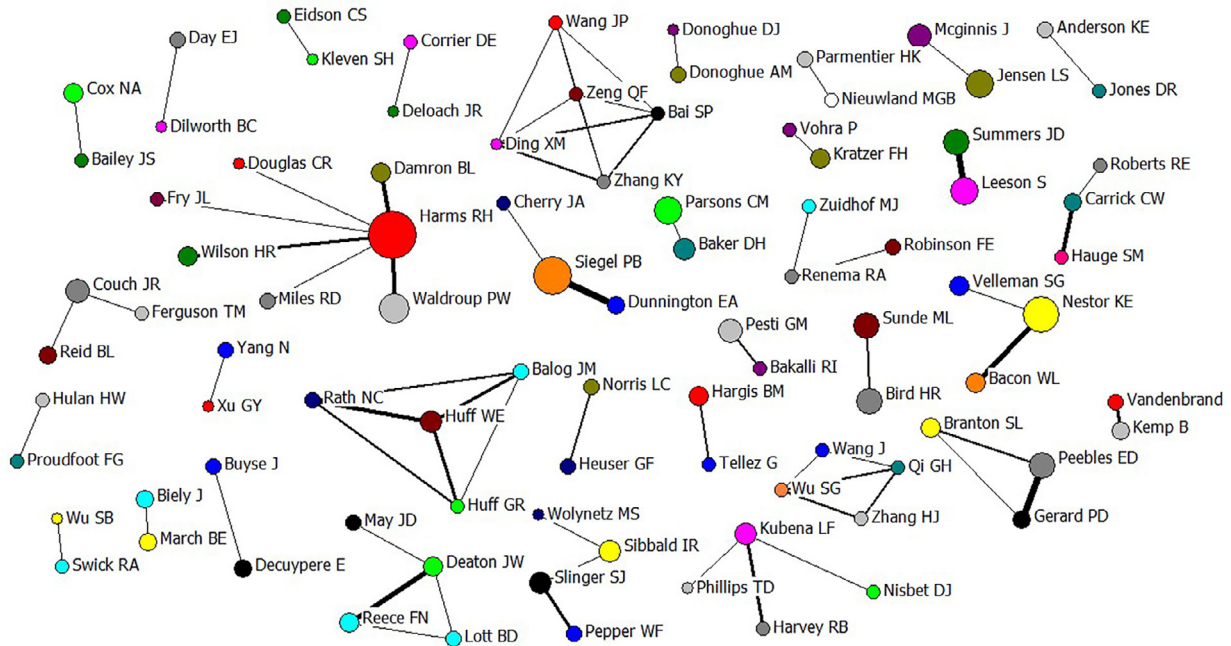 Eidson CS
Kleven SH
Day EJ
Dilworth BC
Corrier DE
Deloach JR
Wang JP
Zeng QF
Bai SP
Ding XM
Zhang KY
Donoghue DJ
Donoghue AM
Parmentier HK
Nieuwland MGB
Mcginnis J
Jensen LS
Anderson KE
Jones DR
Cox NA
Bailey JS
Douglas CR
Damron BL
Fry JL
Harms RH
Wilson HR
Miles RD
Waldroup PW
Cherry JA
Siegel PB
Dunnington EA
Parsons CM
Baker DH
Vohra P
Kratzer FH
Summers JD
Leeson S
Roberts RE
Carrick CW
Hauge SM
Zuidhof MJ
Robinson FE
Renema RA
Velleman SG
Nestor KE
Bacon WL
Couch JR
Ferguson TM
Reid BL
Yang N
Xu GY
Pesti GM
Bakalli RI
Sunde ML
Bird HR
Hulan HW
Proudfoot FG
Balog JM
Rath NC
Huff WE
Huff GR
Norris LC
Heuser GF
Hargis BM
Tellez G
Vandenbrand
Kemp B
Branton SL
Peebles ED
Gerard PD
Wang J
Qi GH
Wu SG
Zhang HJ
Buyse J
Decuypere E
Biely J
March BE
Wu SB
Swick RA
May JD
Deaton JW
Reece FN
Lott BD
Wolynetz MS
Sibbald IR
Slinger SJ
Pepper WF
Kubena LF
Phillips TD
Nisbet DJ
Harvey RB